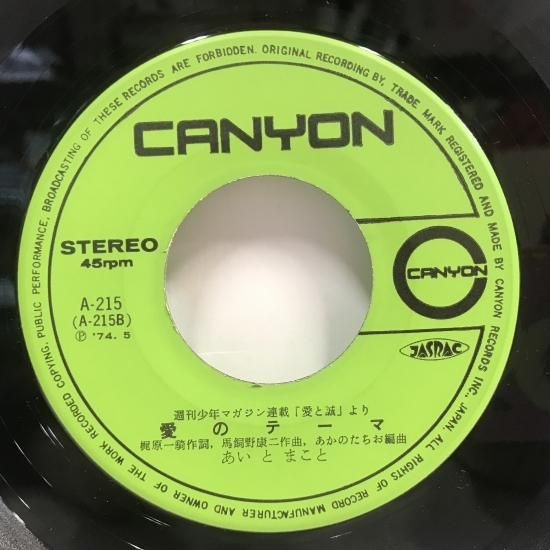 UNAUTHORIZED COPYING, PUBLIC PERFORMANCE, BROADCASTING OF THESE RECORDS ARE FORBIDDEN. ORIGINAL RECORDING BY, TRADE MARK REGISTERED AND MADE BY CANYON RECORDS INC., JAPAN. ALL RIGHTS OF RECORD MANUFACTURER AND OWNER OF THE WORK RECORDED
CANYON
STEREO
45rpm
CANYON
A-215
(A-215B)
Ⓟ '74. 5
JASRAC
週刊少年マガジン連載「愛と誠」より
愛のテーマ
梶原一騎作詞, 馬飼野康二作曲, あかのたちお編曲
あいとまこと